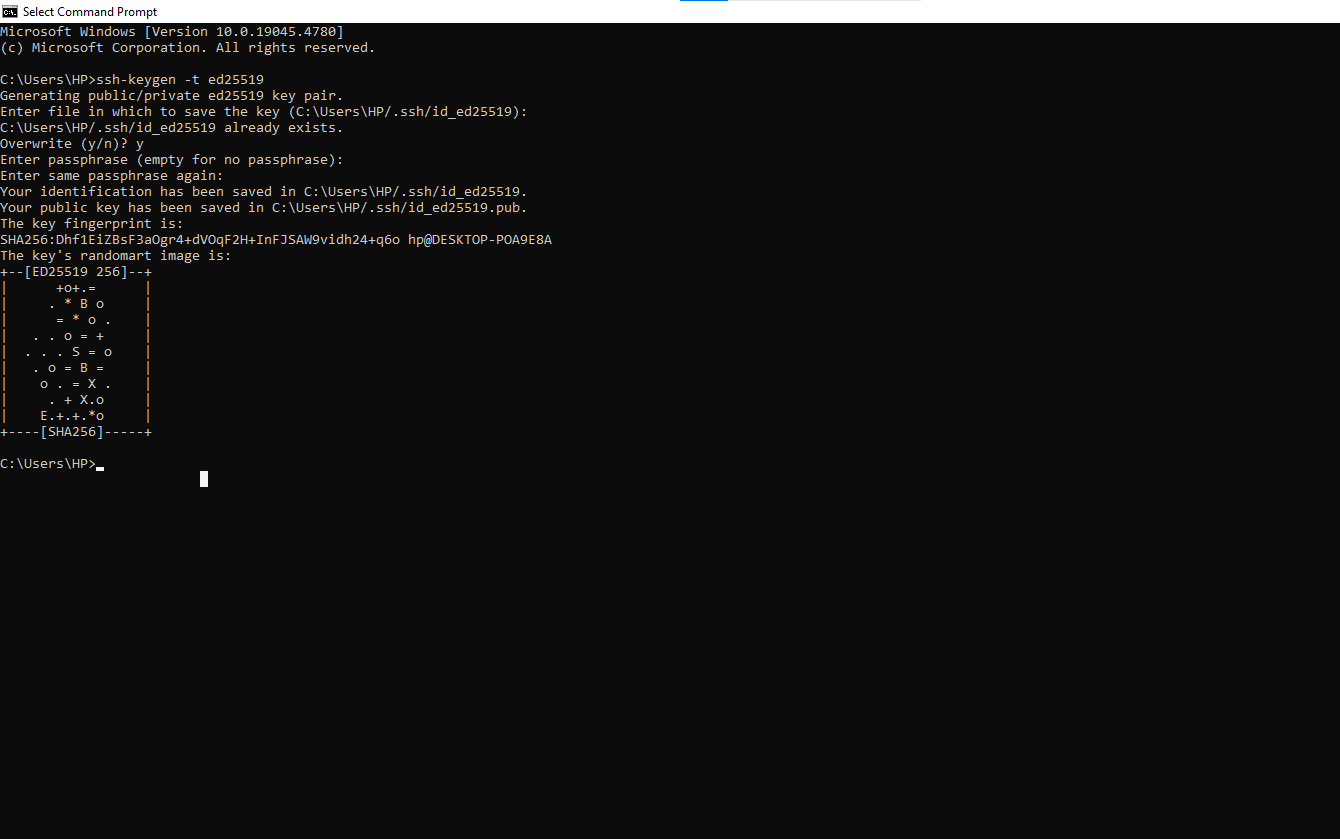 Select Command Prompt
Microsoft Windows [Version 10.0.19045.4780]
(c) Microsoft Corporation. All rights reserved.
C:\Users\HP>ssh-keygen -t ed25519
Generating public/private ed25519 key pair.
Enter file in which to save the key (C:\Users\HP/.ssh/id_ed25519):
C:\Users\HP/.ssh/id_ed25519 already exists.
Overwrite (y/n)? y
Enter passphrase (empty for no passphrase):
Enter same passphrase again:
Your identification has been saved in C:\Users\HP/.ssh/id_ed25519.
Your public key has been saved in C:\Users\HP/.ssh/id_ed25519.pub.
The key fingerprint is:
SHA256:Dhf1EiZBsF3aOgr4+dVOqF2H+InFJSAW9vidh24+q6o hp@DESKTOP-POA9E8A
The key's randomart image is:
+--[ED25519 256]--+
|      +o+.=      |
|     . * B o     |
|      = * o .    |
|   . . o = +     |
|  . . . S = o    |
|   . o = B =     |
|    o . = X .    |
|     . + X.o     |
|    E.+.+.*o     |
+----[SHA256]-----+
C:\Users\HP>